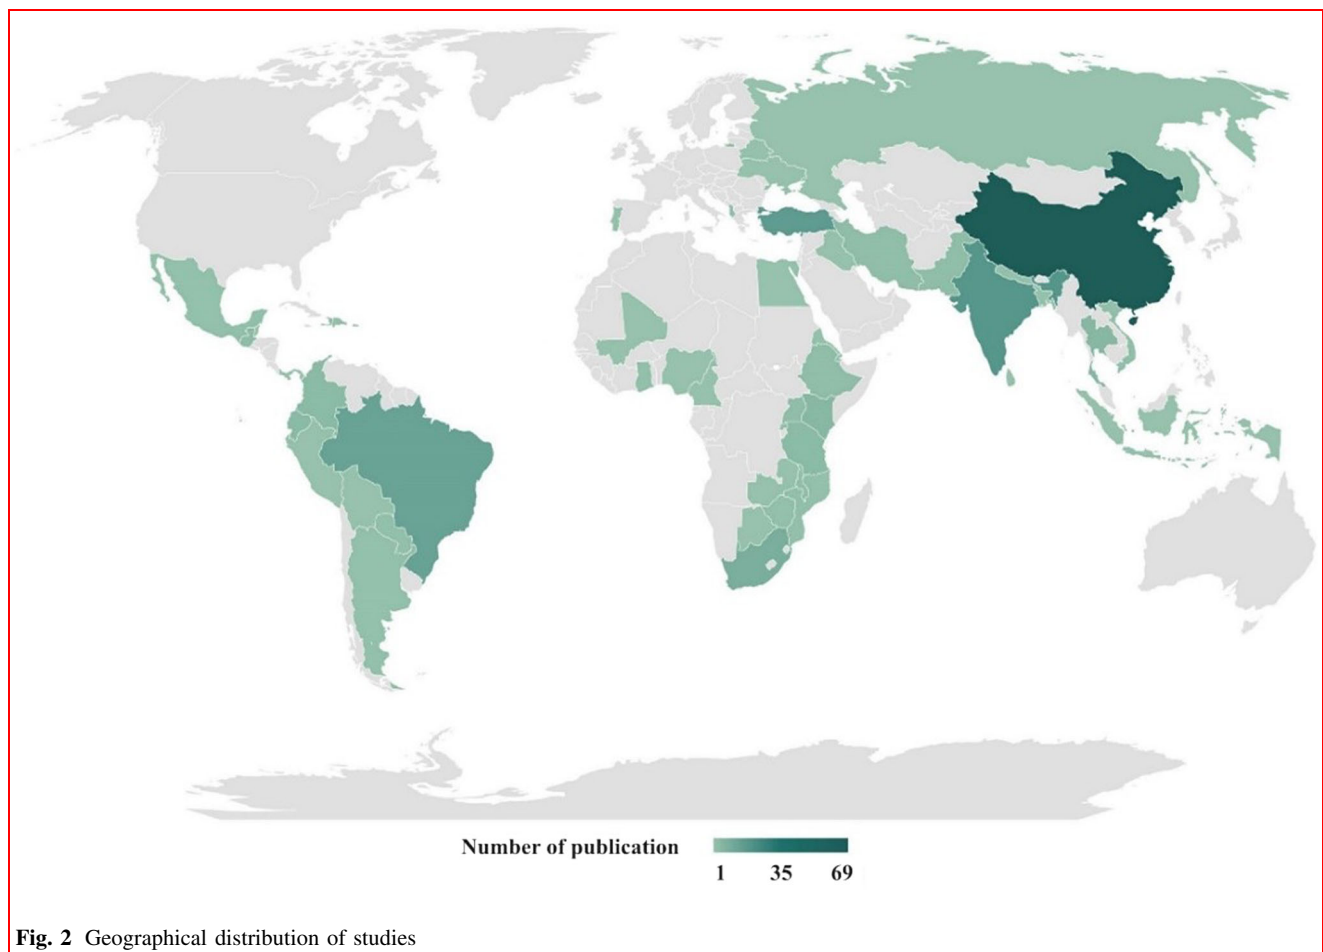 Number of publication
1 35 69
Fig. 2 Geographical distribution of studies